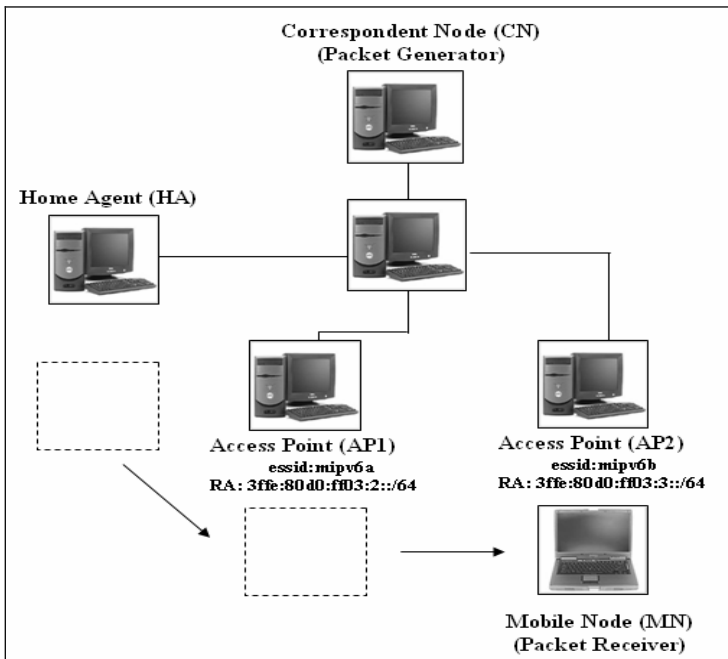 Correspondent Node (CN)
(Packet Generator)
Home Agent (HA)
Access Point (AP1)
essid:mipv6a
RA: 3ffe:80d0:ff03:2::/64
Access Point (AP2)
essid:mipv6b
RA: 3ffe:80d0:ff03:3::/64
Mobile Node (MN)
(Packet Receiver)